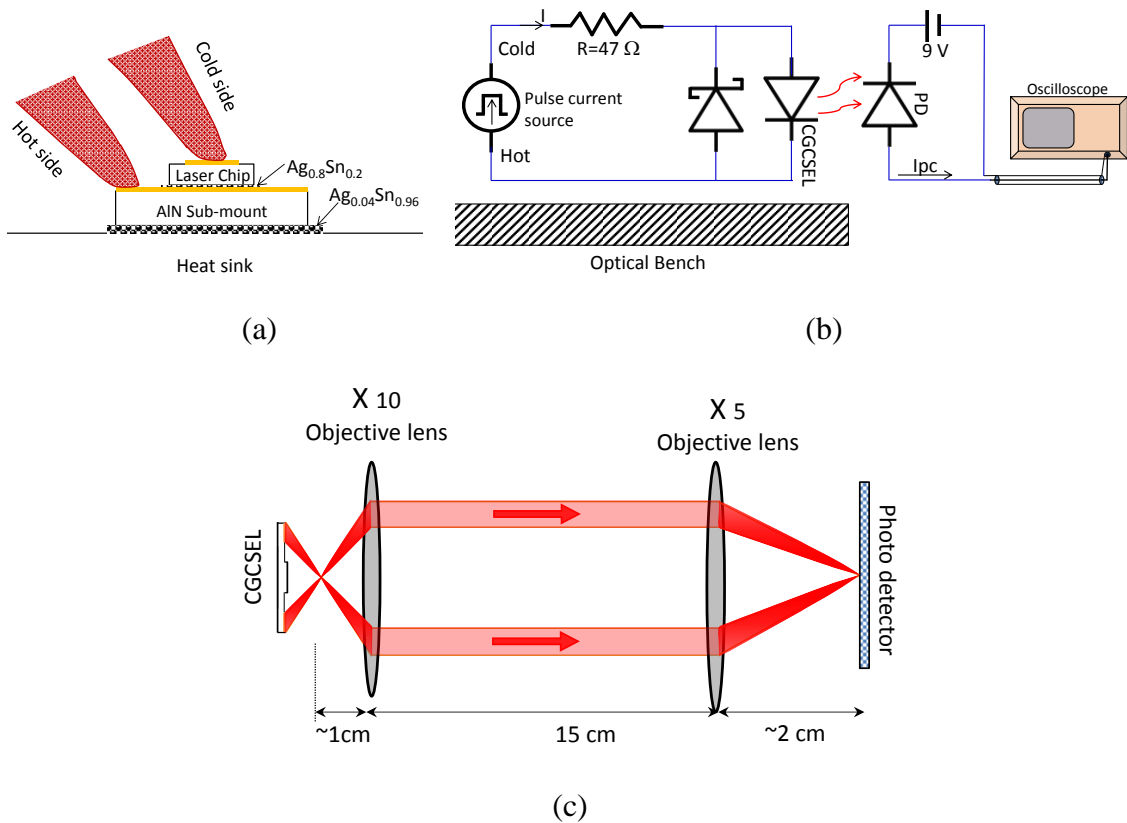 Hot side
Cold side
Laser Chip
Ag0.8Sn0.2
AlN Sub-mount
Ag0.04Sn0.96
Heat sink
(a)
I
Cold
R=47 Ω
Pulse current
source
Hot
CGCSEL
PD
9 V
Oscilloscope
Ipc
Optical Bench
(b)
X 10
Objective lens
X 5
Objective lens
CGCSEL
Photo detector
~1cm
15 cm
~2 cm
(c)